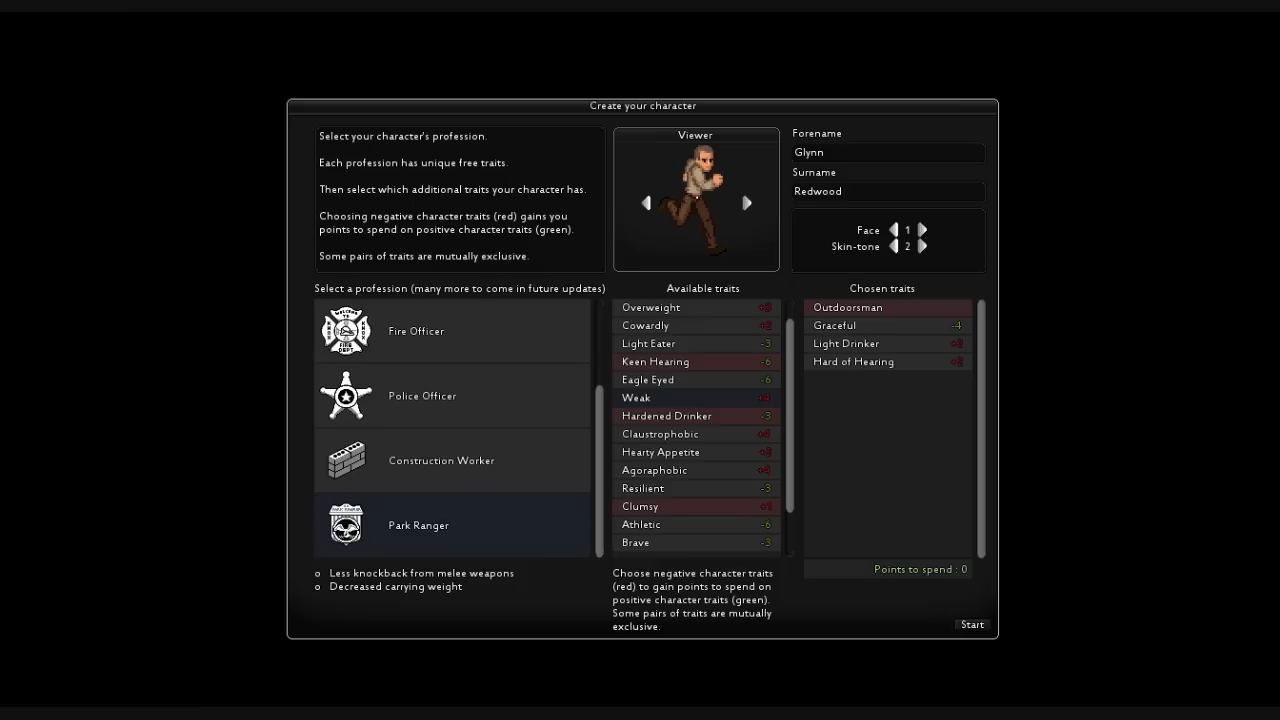 Create your character
Select your character's profession.
Each profession has unique free traits.
Then select which additional traits your character has.
Choosing negative character traits (red) gains you
points to spend on positive character traits (green).
Some pairs of traits are mutually exclusive.
Viewer
Forename
Glynn
Surname
Redwood
Face 1
Skin-tone 2
Select a profession (many more to come in future updates)
Fire Officer
Police Officer
Construction Worker
Park Ranger
o Less knockback from melee weapons
o Decreased carrying weight
Available traits
Overweight
Cowardly
Light Eater -3
Keen Hearing -6
Eagle Eyed -6
Weak
Hardened Drinker -3
Claustrophobic
Hearty Appetite
Agoraphobic
Resilient -3
Clumsy
Athletic -6
Brave -3
Choose negative character traits
(red) to gain points to spend on
positive character traits (green).
Some pairs of traits are mutually
exclusive.
Chosen traits
Outdoorsman
Graceful -4
Light Drinker
Hard of Hearing
Points to spend : 0
Start